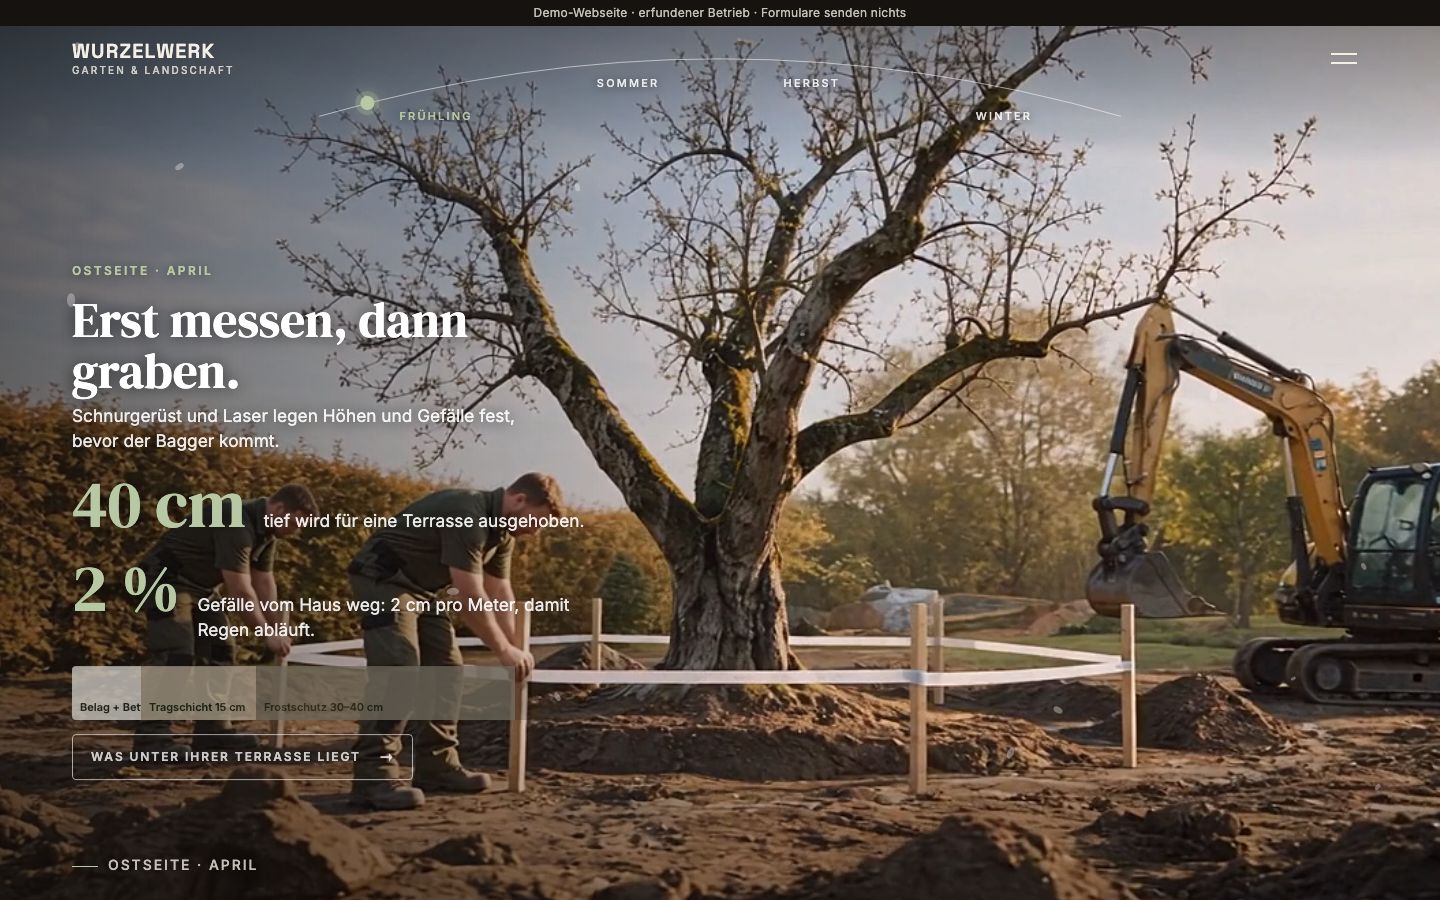 Demo-Webseite · erfundener Betrieb · Formulare senden nichts
WURZELWERK
GARTEN & LANDSCHAFT
SOMMER
HERBST
FRÜHLING
WINTER
OSTSEITE · APRIL
Erst messen, dann
graben.
Schnurgerüst und Laser legen Höhen und Gefälle fest,
bevor der Bagger kommt.
40 cm tief wird für eine Terrasse ausgehoben.
2 % Gefälle vom Haus weg: 2 cm pro Meter, damit
Regen abläuft.
Belag + Bet Tragschicht 15 cm Frostschutz 30–40 cm
WAS UNTER IHRER TERRASSE LIEGT →
OSTSEITE · APRIL